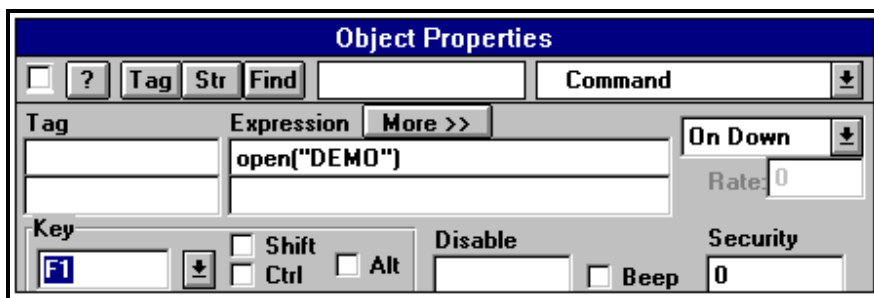 Object Properties
? Tag Str Find Command
Tag Expression More >> On Down
open("DEMO")
Rate: 0
Key Shift Disable Security
F1 Ctrl Alt Beep 0